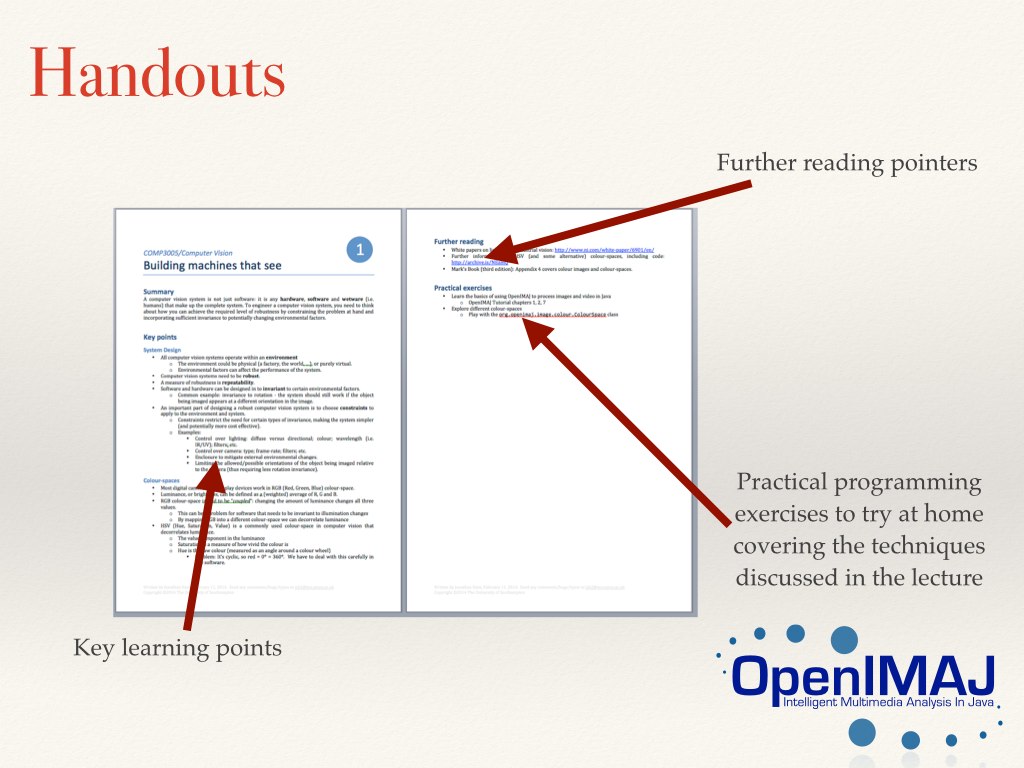 Handouts
Further reading pointers
COMP3005/Computer Vision
1
Building machines that see
Summary
A computer vision system is not just software: it is any hardware, software and wetware (i.e.
humans) that make up the complete system. To engineer a computer vision system, you need to think
about how you can achieve the required level of robustness by constraining the problem at hand and
incorporating sufficient invariance to potentially changing environmental factors.
Key points
System Design
• All computer vision systems operate within an environment
o The environment could be physical (a factory, the world, ...), or purely virtual.
o Environmental factors can affect the performance of the system.
• Computer vision systems need to be robust.
• A measure of robustness is repeatability.
• Software and hardware can be designed in to invariant to certain environmental factors.
o Common example: invariance to rotation - the system should still work if the object
being imaged appears at a different orientation in the image.
• An important part of designing a robust computer vision system is to choose constraints to
apply to the environment and system.
o Constraints restrict the need for certain types of invariance, making the system simpler
(and potentially more cost effective).
o Examples:
• Control over lighting: diffuse versus directional; colour; wavelength (i.e.
IR/UV); filters, etc.
• Control over camera: type; frame rate; filters; etc.
• Enclosure to mitigate external environmental changes
• Limiting the allowed/possible orientations of the object being imaged relative
to the (thus requiring less rotation invariance).
Colour-spaces
• Most digital play devices work in RGB (Red, Green, Blue) colour-space.
• Luminance, or can be defined as a (weighted) average of R, G and B.
• RGB colour-space to be "coupled": changing the amount of luminance changes all three
values.
o This can problem for software that needs to be invariant to illumination changes
o By mapping RGB into a different colour-space we can decorrelate luminance
• HSV (Hue, Saturation, Value) is a commonly used colour-space in computer vision that
decorrelates
o The value component is the luminance
o Saturation a measure of how vivid the colour is
o Hue is the colour (measured as an angle around a colour wheel)
• Problem: It's cyclic, so red = 0° = 360°. We have to deal with this carefully in
software.
Further reading
• White papers on vision: http://www.st.com/white-paper/6901/en/
• Further HSV (and some alternative) colour-spaces, including code:
• Mark's Book (third edition): Appendix 4 covers colour images and colour-spaces.
Practical exercises
• Learn the basics of using OpenIMAJ to process images and video in Java
o OpenIMAJ Tutorial chapters 1, 2, 7
• Explore different colour-spaces
o Play with the org.openimaj.image.colour.ColourSpace class
Practical programming
exercises to try at home
covering the techniques
discussed in the lecture
Key learning points
OpenIMAJ
Intelligent Multimedia Analysis In Java